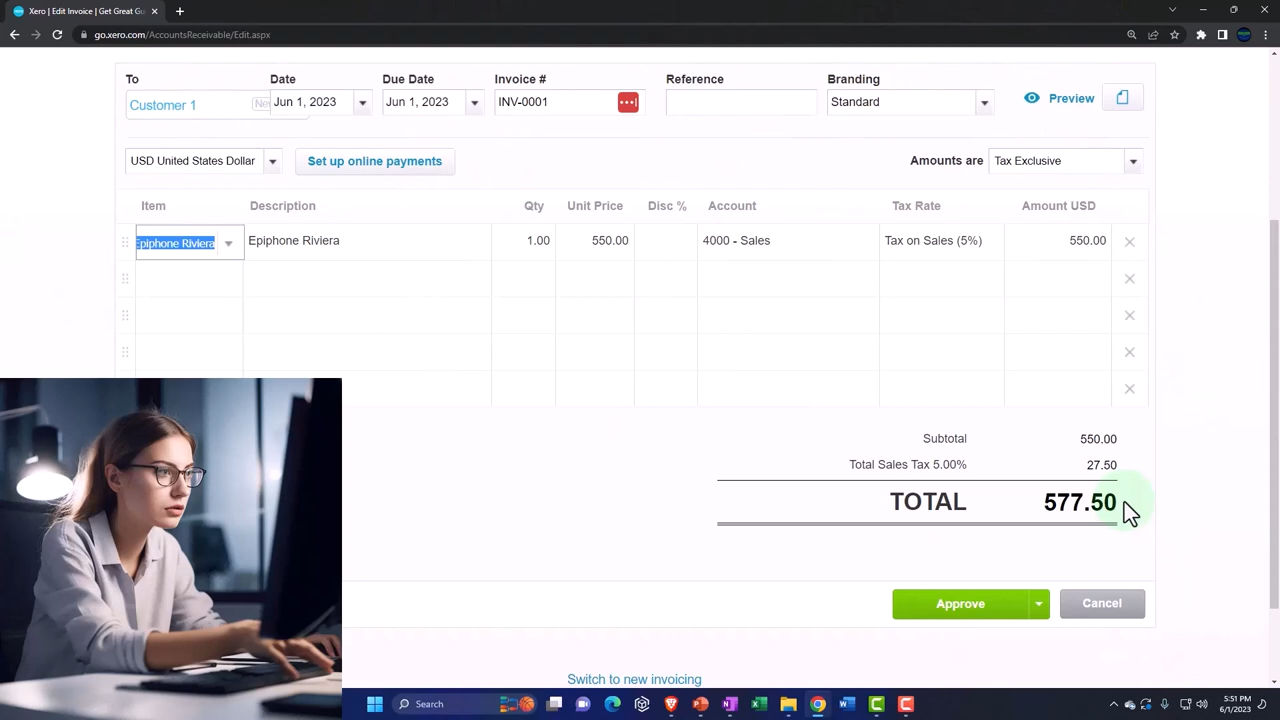 Xero | Edit Invoice | Get Great Gu
go.xero.com/AccountsReceivable/Edit.aspx
To
Date
Due Date
Invoice #
Reference
Branding
Customer 1
Jun 1, 2023
Jun 1, 2023
INV-0001
Standard
Preview
USD United States Dollar
Set up online payments
Amounts are
Tax Exclusive
Item
Description
Qty
Unit Price
Disc %
Account
Tax Rate
Amount USD
Epiphone Riviera
Epiphone Riviera
1.00
550.00
4000 - Sales
Tax on Sales (5%)
550.00
Subtotal
550.00
Total Sales Tax 5.00%
27.50
TOTAL
577.50
Approve
Cancel
Switch to new invoicing
Search
5:51 PM
6/1/2023